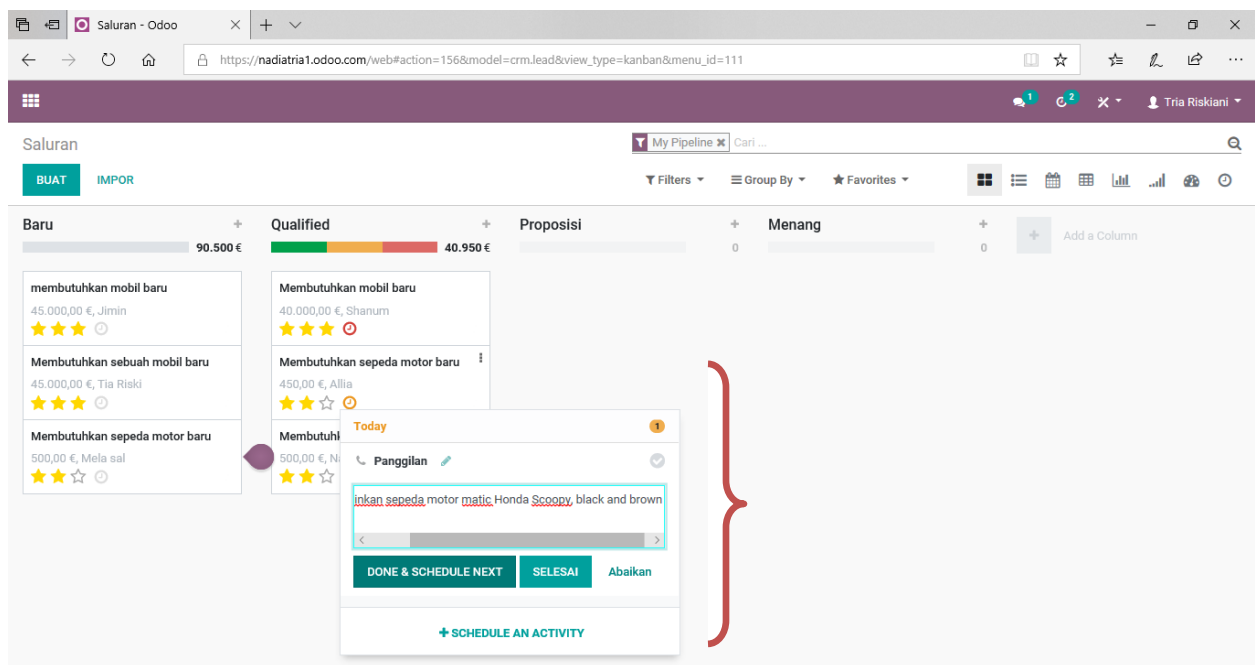 Saluran - Odoo
https://nadiatria1.odoo.com/web#action=156&model=crm.lead&view_type=kanban&menu_id=111
1 2 Tria Riskiani
Saluran
My Pipeline Cari ...
BUAT IMPOR
Filters Group By Favorites
Baru + Qualified + Proposisi + Menang + + Add a Column
90.500 € 40.950 € 0 0
membutuhkan mobil baru
45.000,00 €, Jimin
Membutuhkan sebuah mobil baru
45.000,00 €, Tia Riski
Membutuhkan sepeda motor baru
500,00 €, Mela sal
Membutuhkan mobil baru
40.000,00 €, Shanum
Membutuhkan sepeda motor baru
450,00 €, Allia
500,00 €,
Today 1
Panggilan
inkan sepeda motor matic Honda Scoopy, black and brown
DONE & SCHEDULE NEXT SELESAI Abaikan
+ SCHEDULE AN ACTIVITY